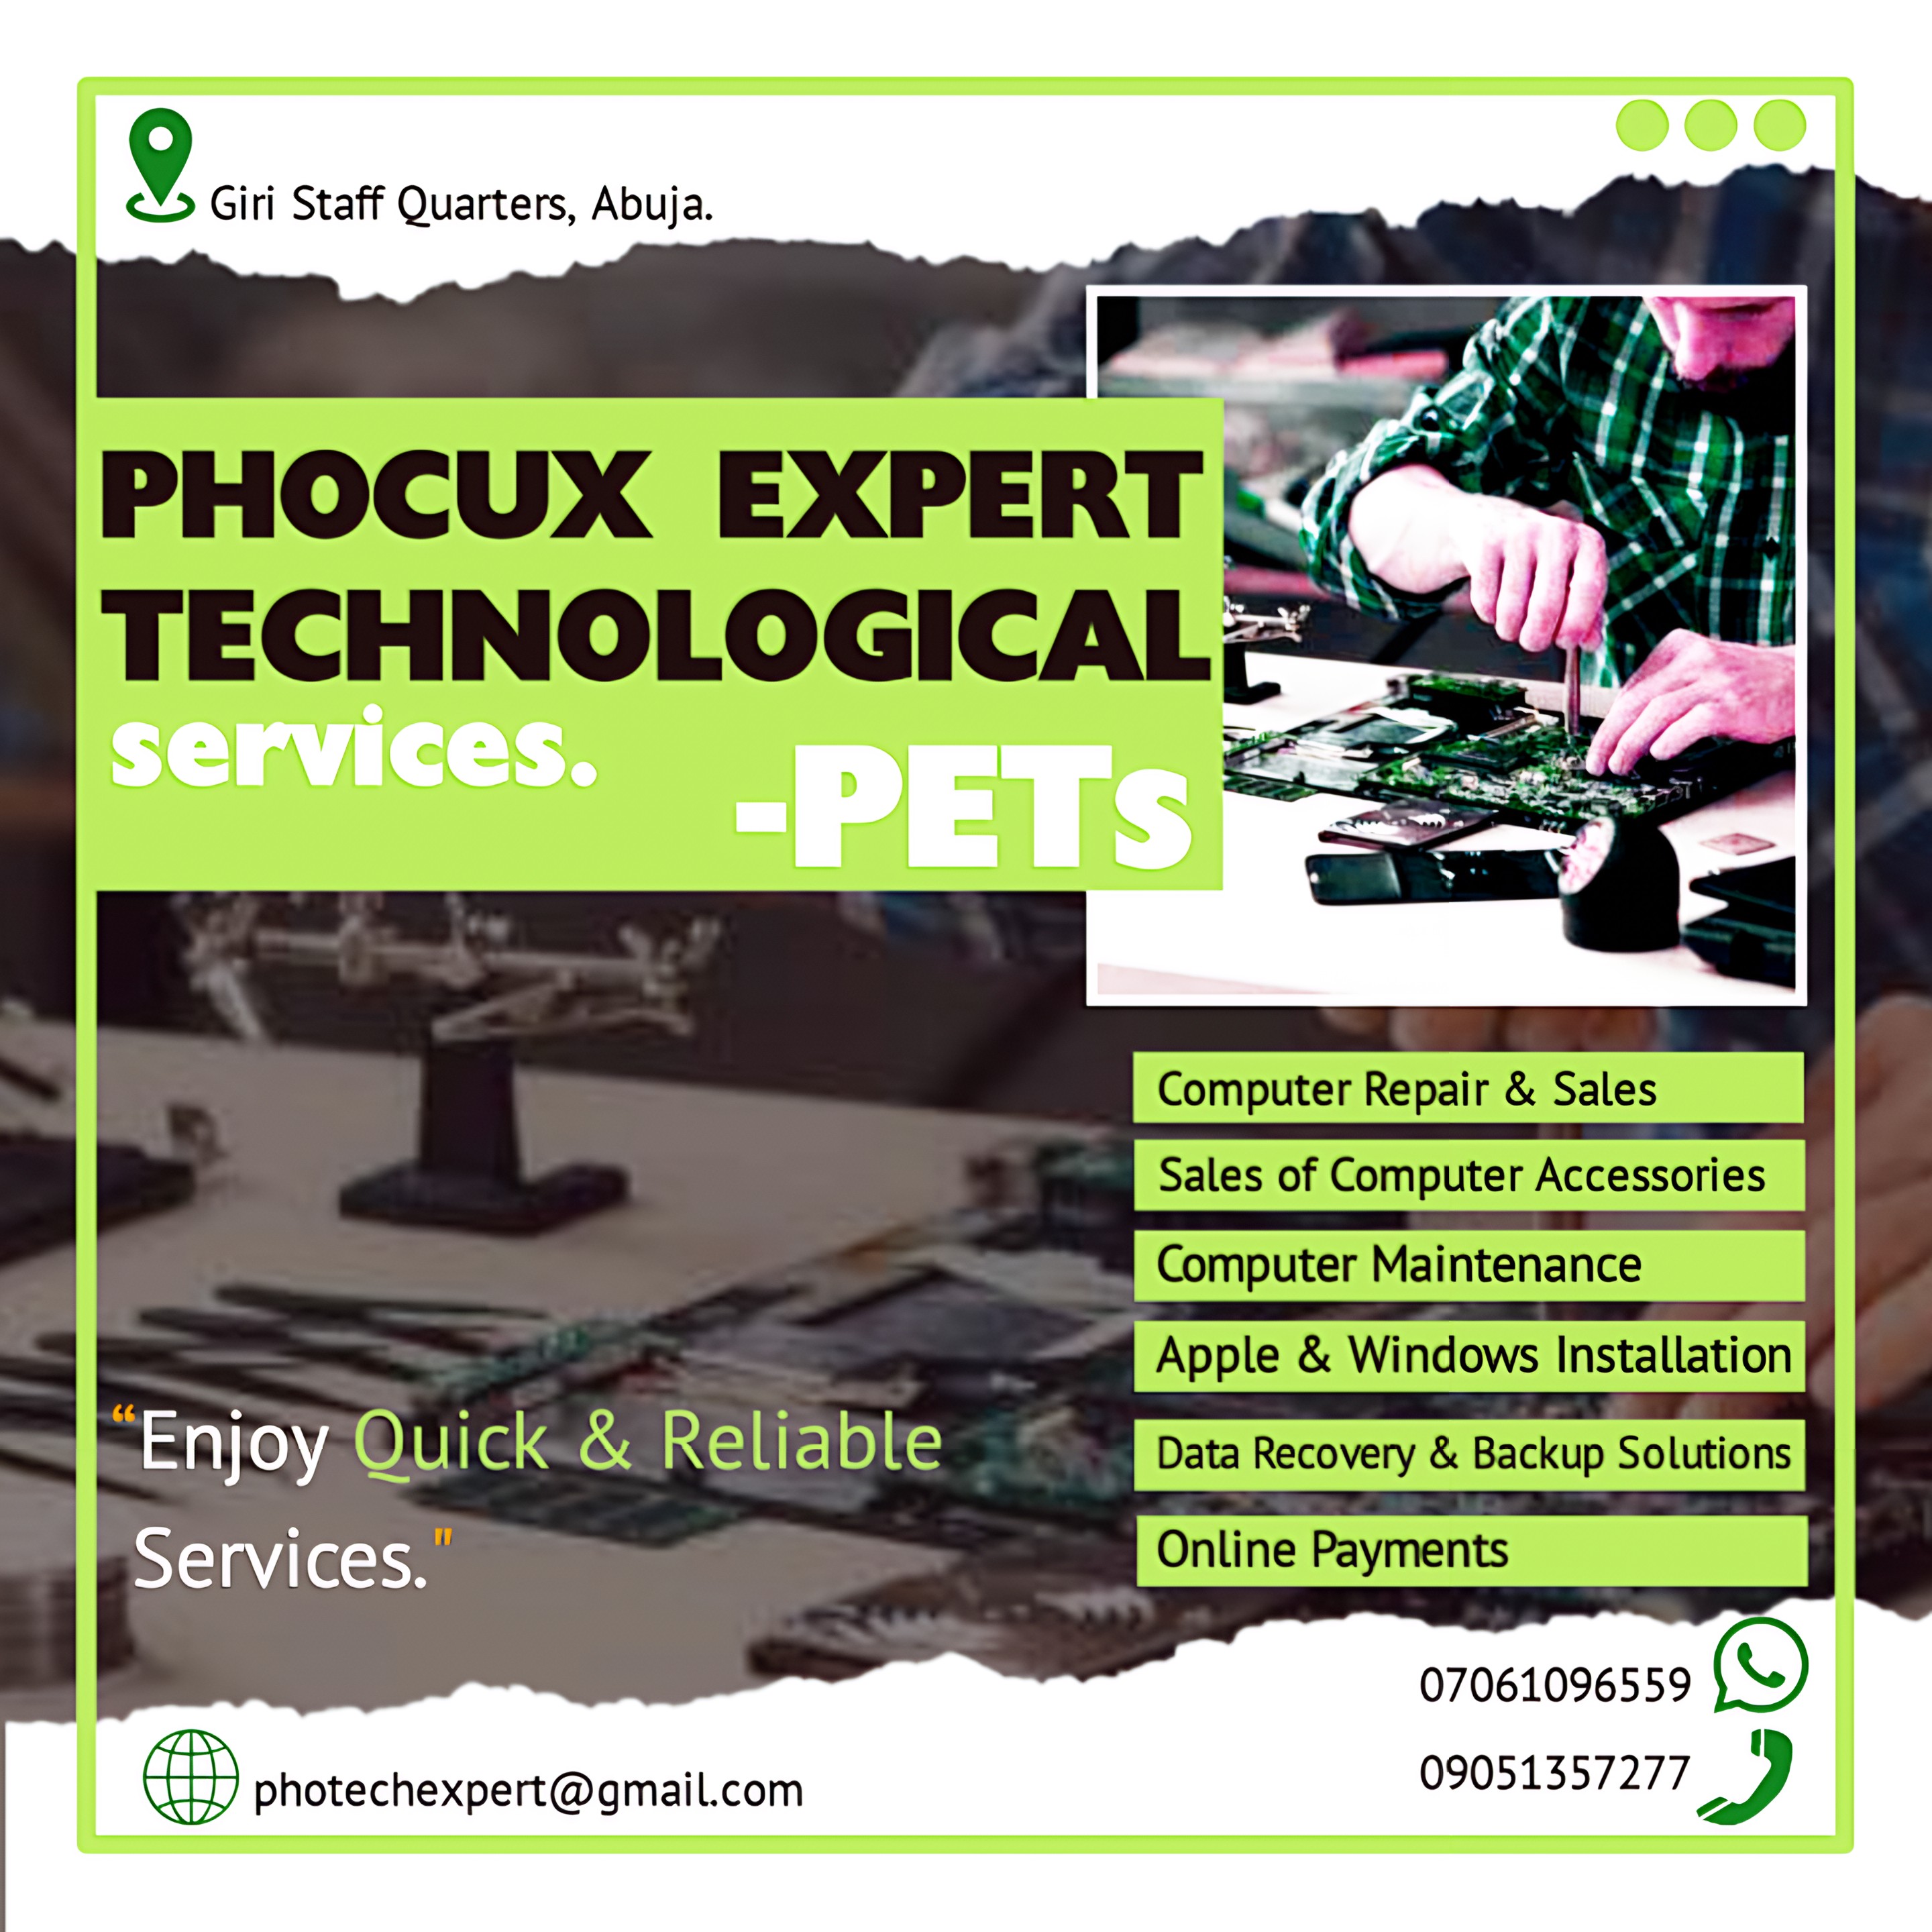 Giri Staff Quarters, Abuja.
PHOCUX EXPERT
TECHNOLOGICAL
services.
-PETs
Computer Repair & Sales
Sales of Computer Accessories
Computer Maintenance
Apple & Windows Installation
Data Recovery & Backup Solutions
Online Payments
“Enjoy Quick & Reliable
Services."
07061096559
09051357277
photechexpert@gmail.com